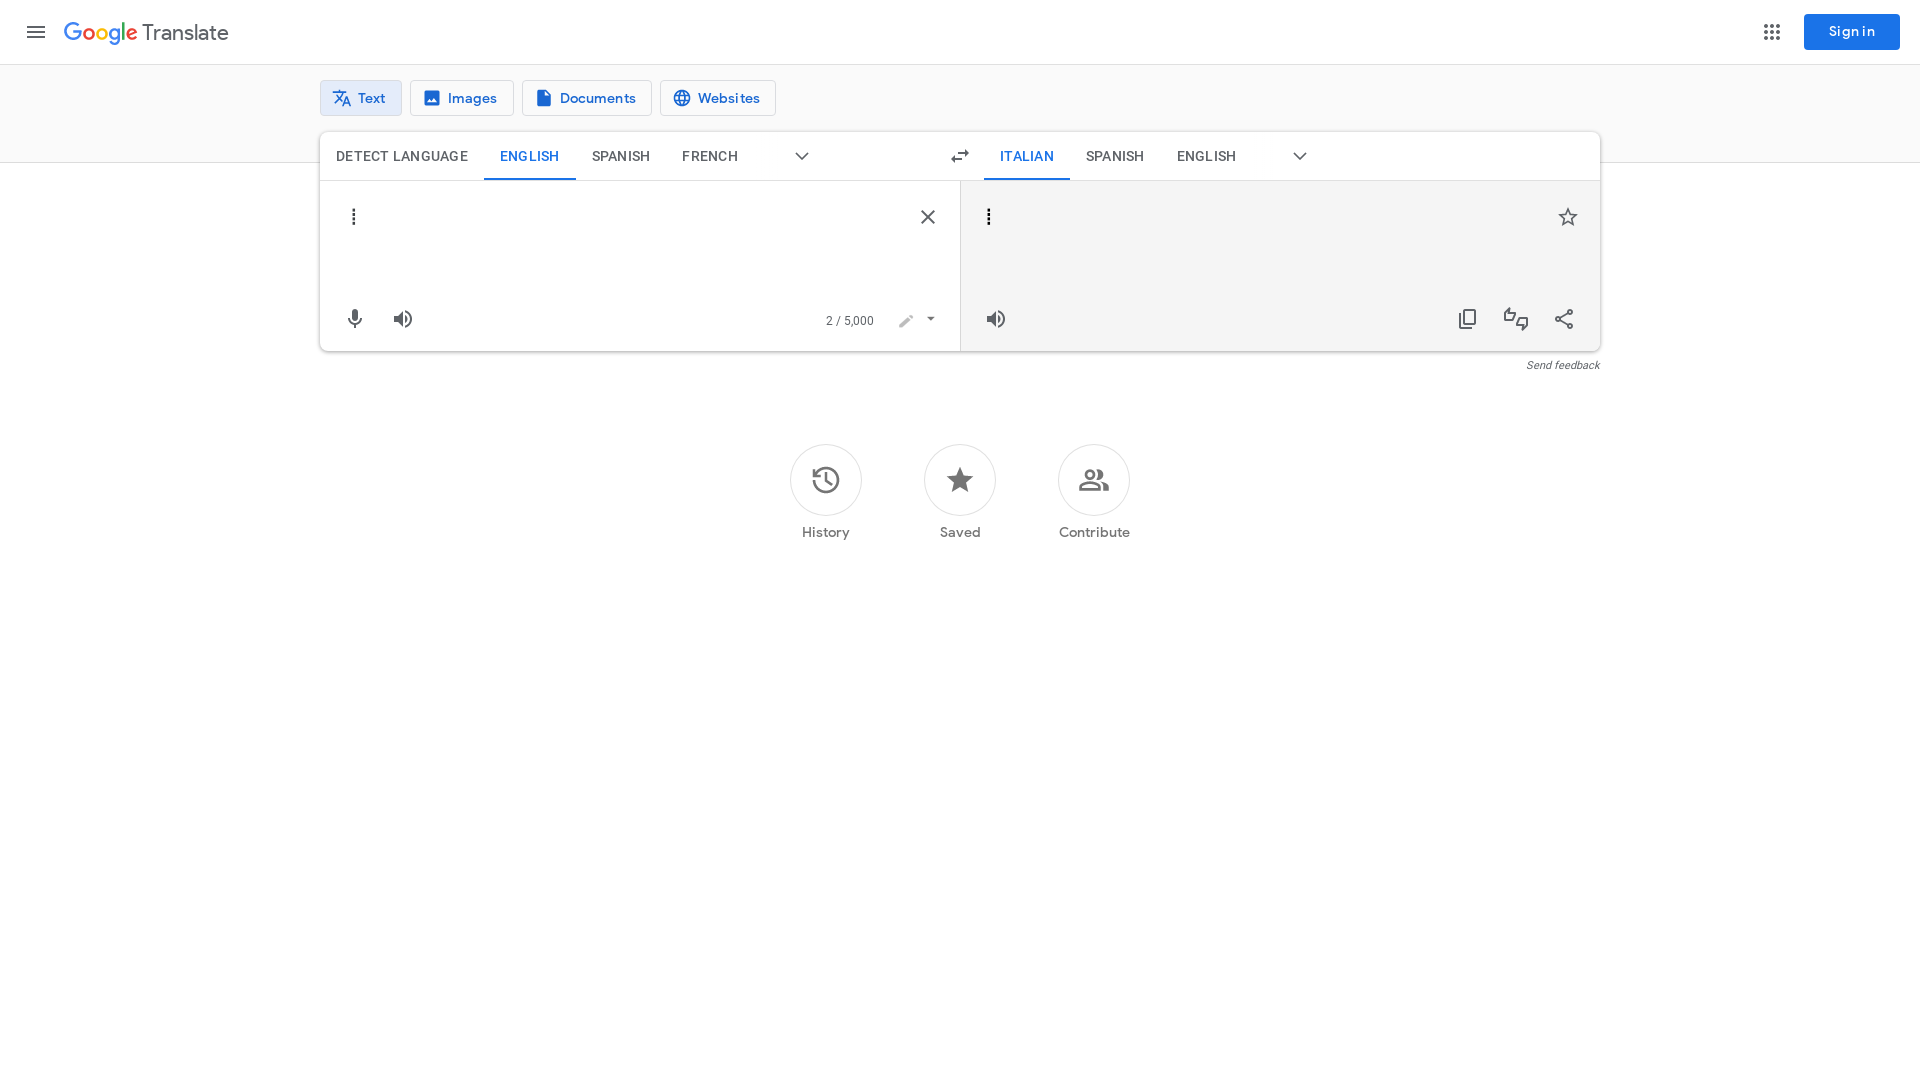 Google Translate
Sign in
Text
Images
Documents
Websites
DETECT LANGUAGE
ENGLISH
SPANISH
FRENCH
ITALIAN
SPANISH
ENGLISH
⁞
⁞
2 / 5,000
Send feedback
History
Saved
Contribute